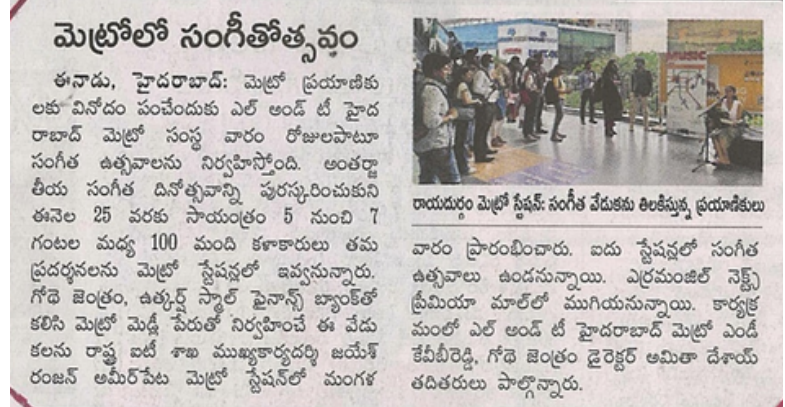 మెట్రోలో సంగీతోత్సవం
ఈనాడు, హైదరాబాద్: మెట్రో ప్రయాణికు
లకు వినోదం పంచేందుకు ఎల్ అండ్ టీ హైద
రాబాద్ మెట్రో సంస్థ వారం రోజులపాటూ
సంగీత ఉత్సవాలను నిర్వహిస్తోంది. అంతర్జా
తీయ సంగీత దినోత్సవాన్ని పురస్కరించుకుని
ఈనెల 25 వరకు సాయంత్రం 5 నుంచి 7
గంటల మధ్య 100 మంది కళాకారులు తమ
ప్రదర్శనలను మెట్రో స్టేషన్లలో ఇవ్వనున్నారు.
గోథె జెంత్రం, ఉత్కర్ష్ స్మాల్ ఫైనాన్స్ బ్యాంక్‌తో
కలిసి మెట్రో మెడ్లీ పేరుతో నిర్వహించే ఈ వేడు
కలను రాష్ట్ర ఐటీ శాఖ ముఖ్యకార్యదర్శి జయేశ్
రంజన్ అమీర్‌పేట మెట్రో స్టేషన్‌లో మంగళ
రాయదుర్గం మెట్రో స్టేషన్: సంగీత వేడుకను తిలకిస్తున్న ప్రయాణికులు
వారం ప్రారంభించారు. ఐదు స్టేషన్లలో సంగీత
ఉత్సవాలు ఉండనున్నాయి. ఎర్రమంజిల్ నెక్స్ట్
ప్రీమియా మాల్‌లో ముగియనున్నాయి. కార్యక్ర
మంలో ఎల్ అండ్ టీ హైదరాబాద్ మెట్రో ఎండీ
కేవీబీరెడ్డి, గోథె జెంత్రం డైరెక్టర్ అమితా దేశాయ్
తదితరులు పాల్గొన్నారు.